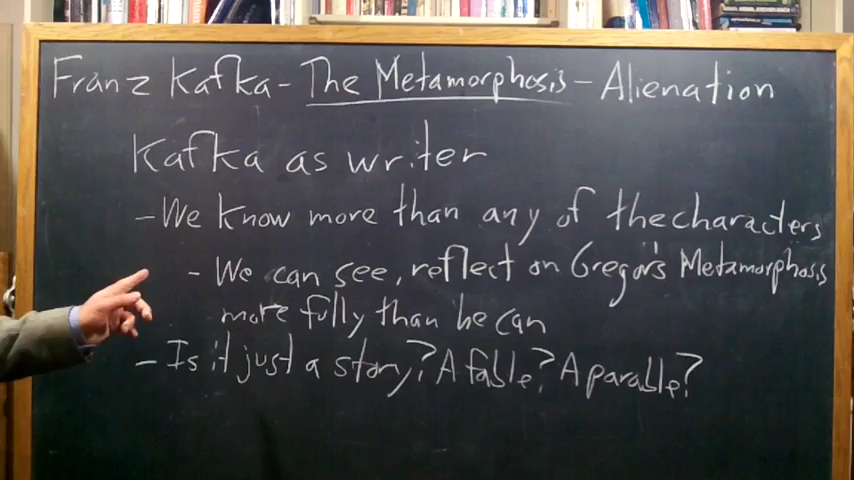 Franz Kafka - The Metamorphosis - Alienation
Kafka as writer
- We know more than any of the characters
- We can see, reflect on Gregor's Metamorphosis
more fully than he can
- Is it just a story? A fable? A parable?